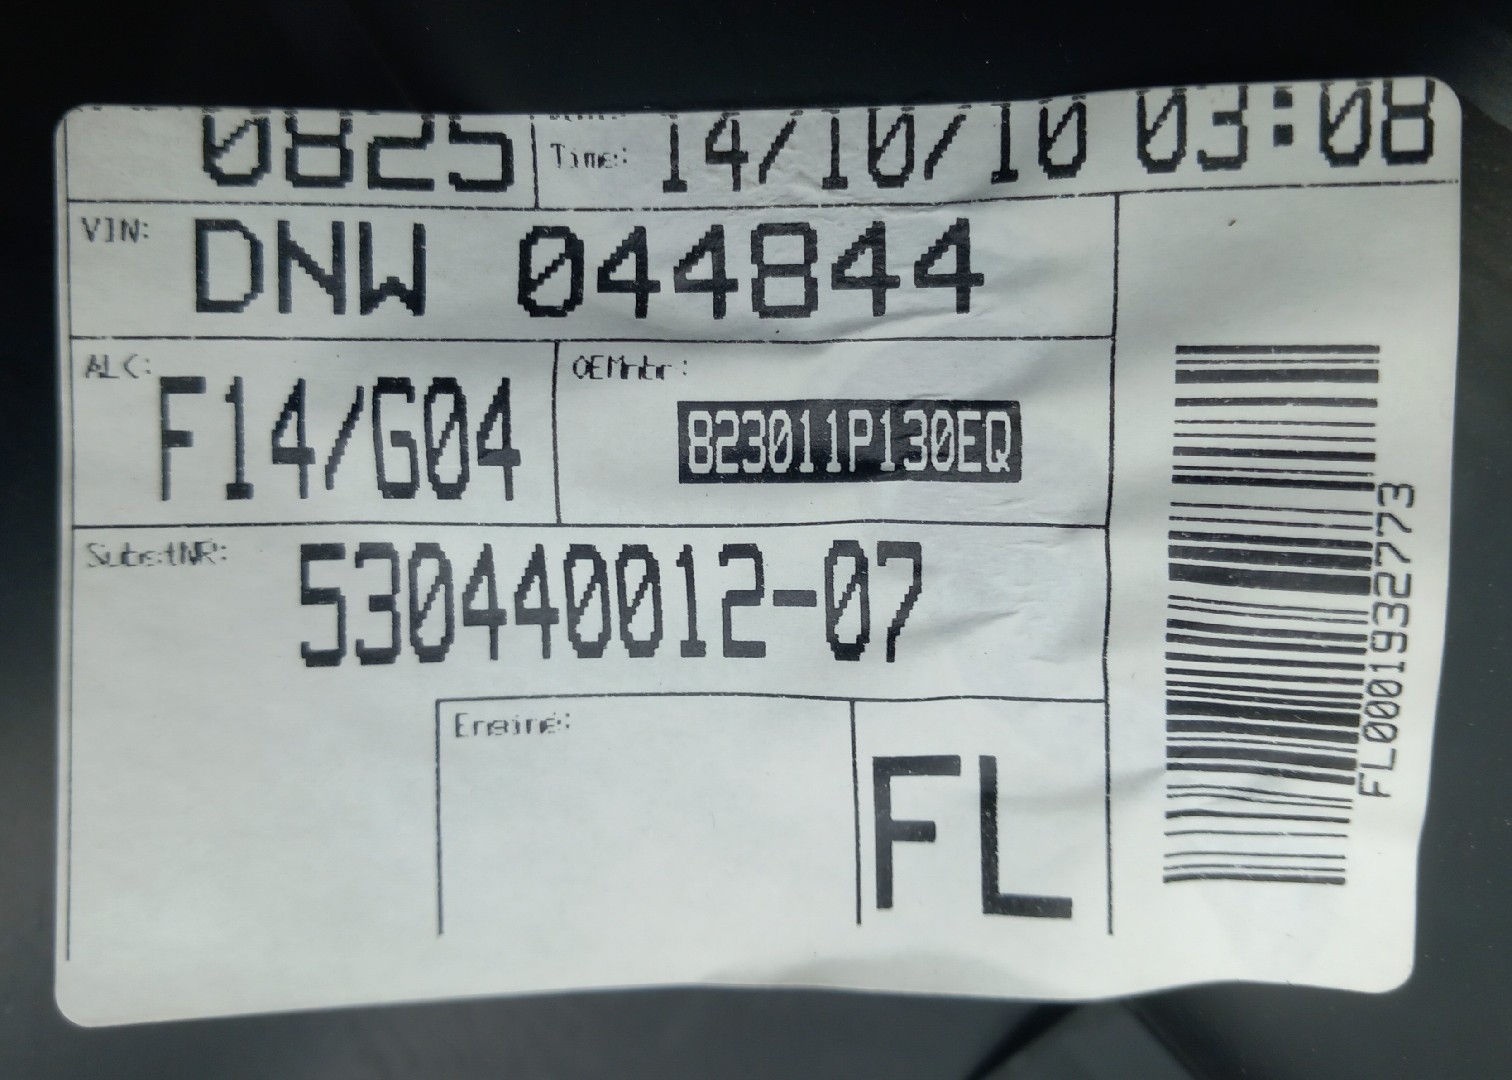 0825 Time: 14/10/10 03:08
VIN: DNW 044844
ALC: F14/G04
OEMnbr: 823011P130EQ
SubstNR: 530440012-07
Engine:
FL
FL0001932773